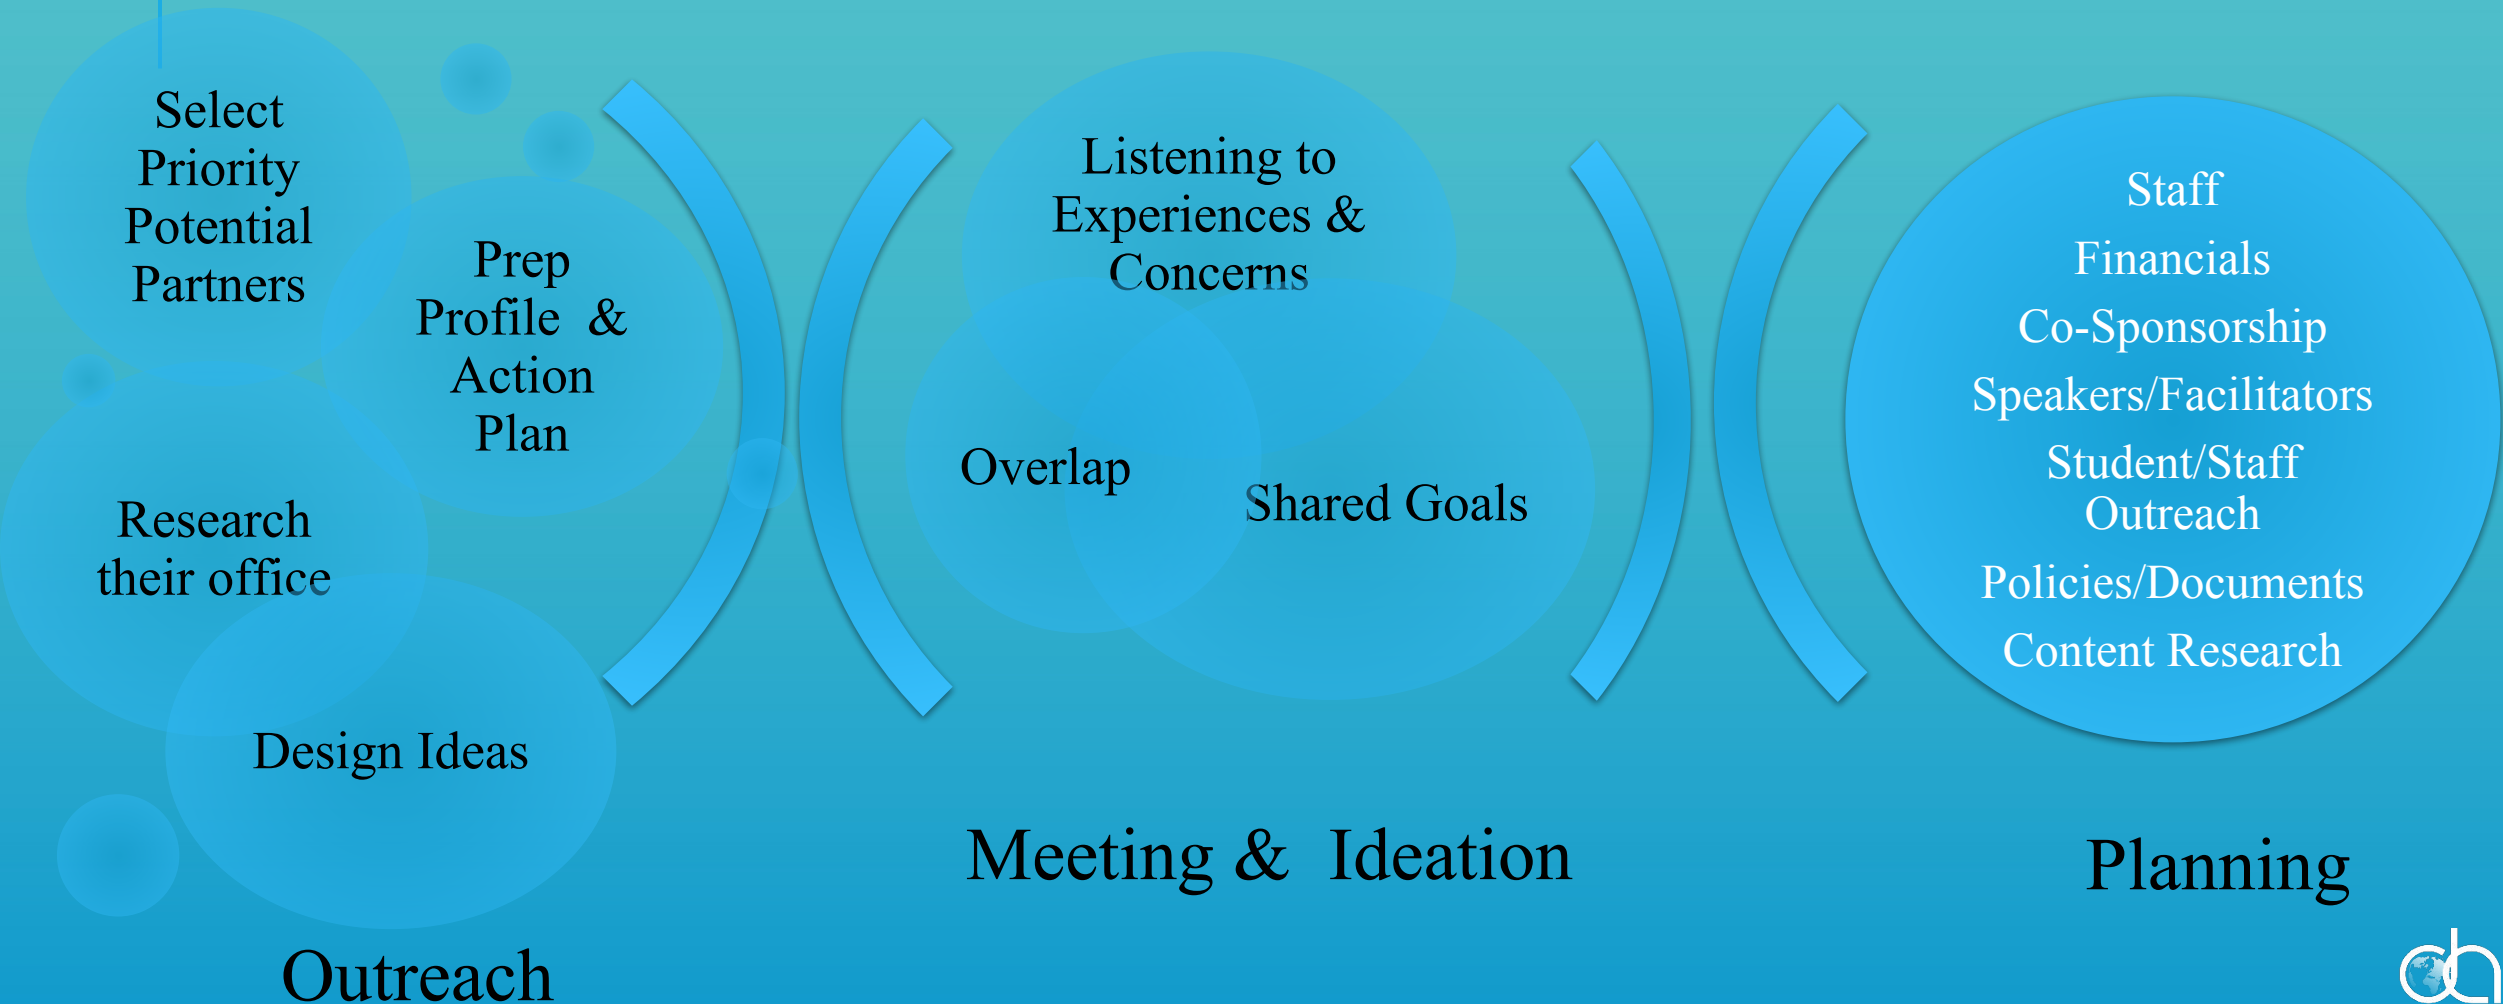 Select
Priority
Potential
Partners
Prep
Profile & 
Action
Plan
Research
their office
Design Ideas
Outreach
Listening to
Experiences &
Concerns
Overlap
Shared Goals
Meeting & Ideation
Staff
Financials
Co-Sponsorship
Speakers/Facilitators
Student/Staff
Outreach
Policies/Documents
Content Research
Planning